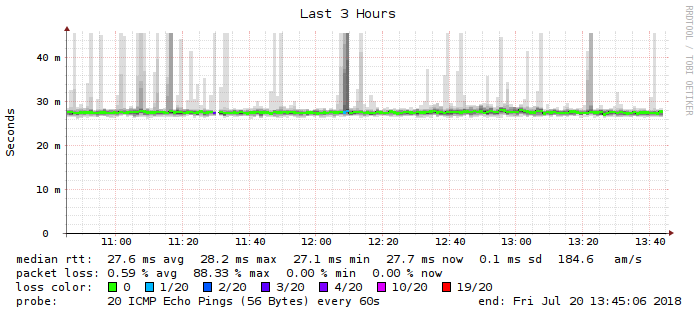 Last 3 Hours
RRDTOOL / TOBI OETIKER
Seconds
40 m
30 m
20 m
10 m
0
11:00 11:20 11:40 12:00 12:20 12:40 13:00 13:20 13:40
median rtt: 27.6 ms avg 28.2 ms max 27.1 ms min 27.7 ms now 0.1 ms sd 184.6 am/s
packet loss: 0.59 % avg 88.33 % max 0.00 % min 0.00 % now
loss color: 0 1/20 2/20 3/20 4/20 10/20 19/20
probe: 20 ICMP Echo Pings (56 Bytes) every 60s end: Fri Jul 20 13:45:06 2018